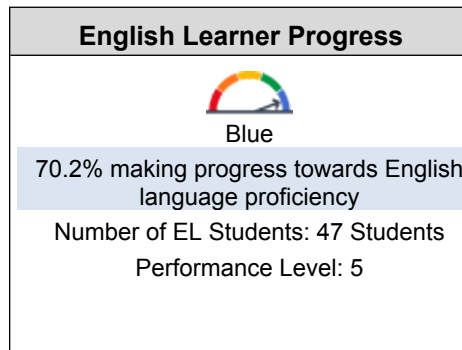 English Learner Progress
Blue
70.2% making progress towards English
language proficiency
Number of EL Students: 47 Students
Performance Level: 5